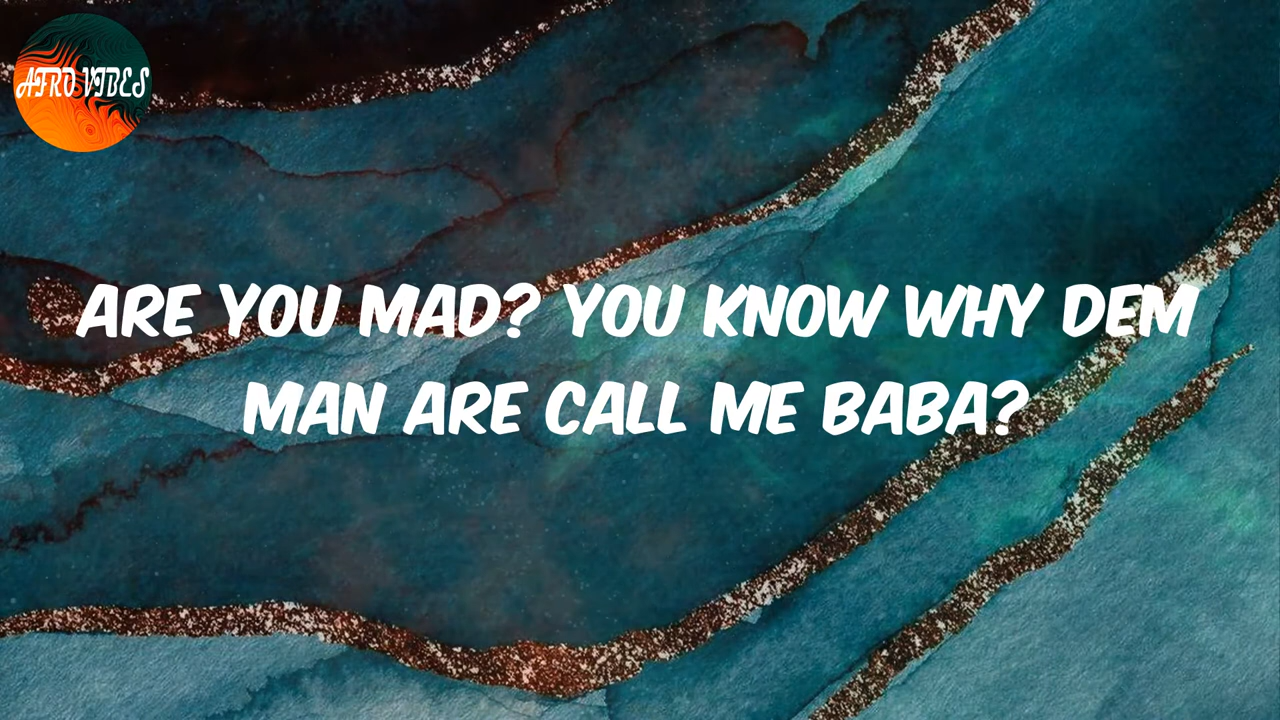 AFRO VIBES
ARE YOU MAD? YOU KNOW WHY DEM
MAN ARE CALL ME BABA?